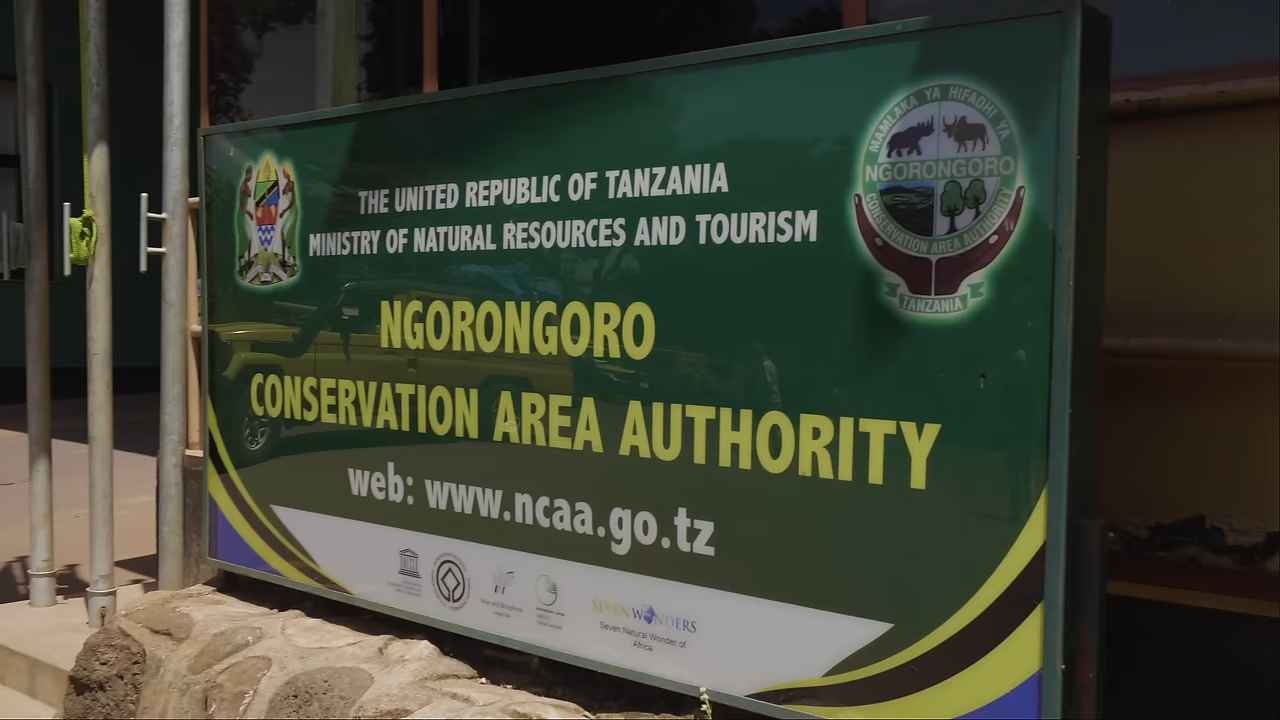 THE UNITED REPUBLIC OF TANZANIA
MINISTRY OF NATURAL RESOURCES AND TOURISM
MAMLAKA YA HIFADHI YA
NGORONGORO
CONSERVATION AREA AUTHORITY
TANZANIA
NGORONGORO
CONSERVATION AREA AUTHORITY
web: www.ncaa.go.tz
SEVEN WONDERS
Seven Natural Wonder of
Africa